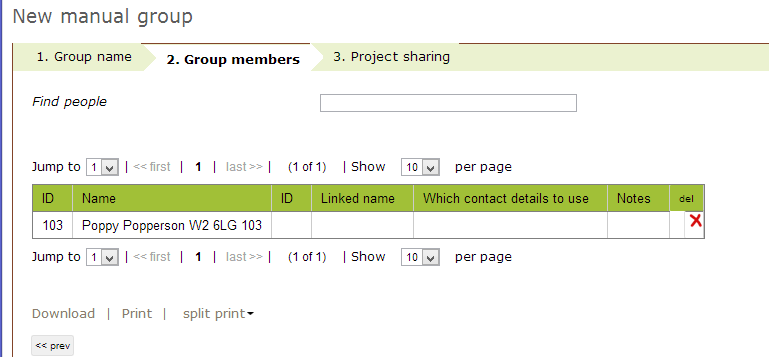 New manual group
1. Group name 2. Group members 3. Project sharing
Find people
Jump to 1 | << first | 1 | last >> | (1 of 1) | Show 10 per page
ID Name ID Linked name Which contact details to use Notes del
103 Poppy Popperson W2 6LG 103
Jump to 1 | << first | 1 | last >> | (1 of 1) | Show 10 per page
Download | Print | split print
<< prev